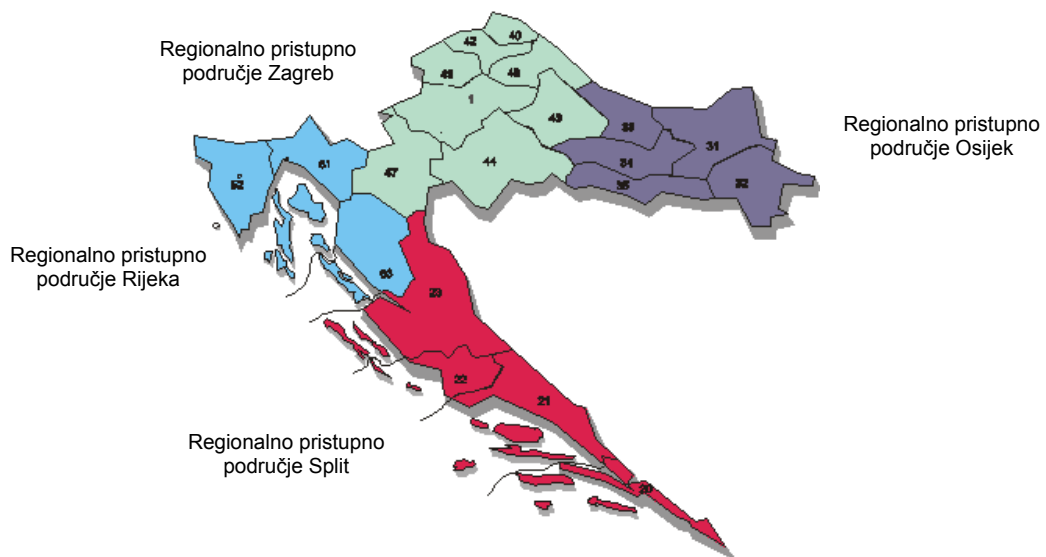 Regionalno pristupno
područje Zagreb
Regionalno pristupno
područje Osijek
Regionalno pristupno
područje Rijeka
Regionalno pristupno
područje Split
42
40
49
48
1
43
33
31
34
35
32
44
47
51
52
53
23
22
21
20